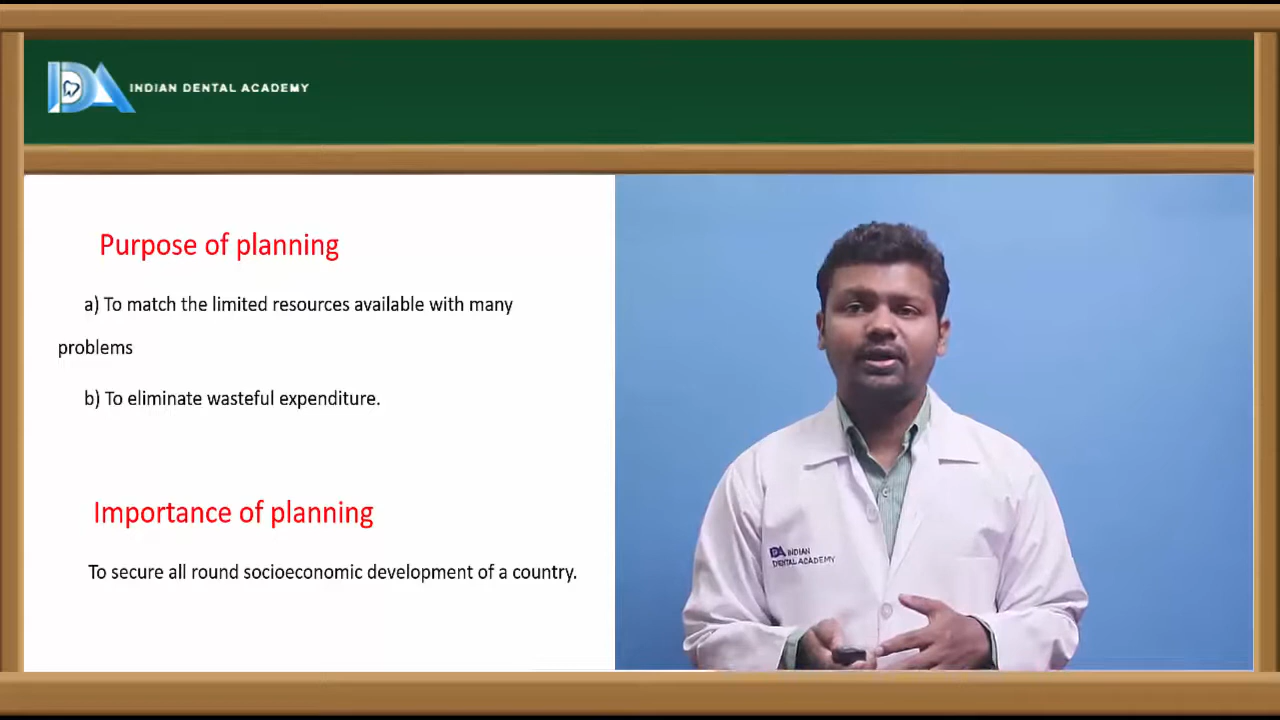 INDIAN DENTAL ACADEMY
Purpose of planning
a) To match the limited resources available with many
problems
b) To eliminate wasteful expenditure.
Importance of planning
To secure all round socioeconomic development of a country.
DA INDIAN
DENTAL ACADEMY